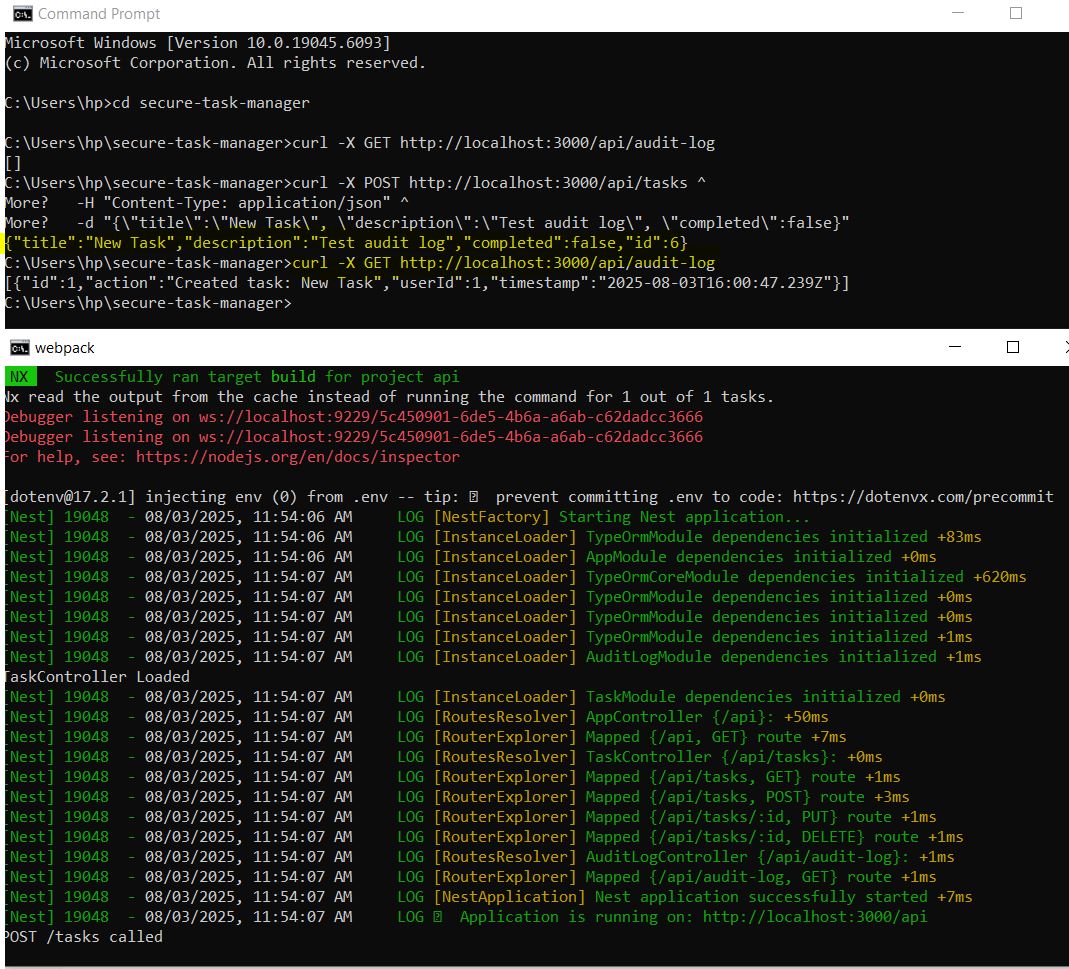 Command Prompt
Microsoft Windows [Version 10.0.19045.6093]
(c) Microsoft Corporation. All rights reserved.
C:\Users\hp>cd secure-task-manager
C:\Users\hp\secure-task-manager>curl -X GET http://localhost:3000/api/audit-log
[]
C:\Users\hp\secure-task-manager>curl -X POST http://localhost:3000/api/tasks ^
More?   -H "Content-Type: application/json" ^
More?   -d "{\"title\":\"New Task\", \"description\":\"Test audit log\", \"completed\":false}"
{"title":"New Task","description":"Test audit log","completed":false,"id":6}
C:\Users\hp\secure-task-manager>curl -X GET http://localhost:3000/api/audit-log
[{"id":1,"action":"Created task: New Task","userId":1,"timestamp":"2025-08-03T16:00:47.239Z"}]
C:\Users\hp\secure-task-manager>
webpack
NX   Successfully ran target build for project api
Nx read the output from the cache instead of running the command for 1 out of 1 tasks.
Debugger listening on ws://localhost:9229/5c450901-6de5-4b6a-a6ab-c62dadcc3666
Debugger listening on ws://localhost:9229/5c450901-6de5-4b6a-a6ab-c62dadcc3666
For help, see: https://nodejs.org/en/docs/inspector
[dotenv@17.2.1] injecting env (0) from .env -- tip: prevent committing .env to code: https://dotenvx.com/precommit
[Nest] 19048  - 08/03/2025, 11:54:06 AM     LOG [NestFactory] Starting Nest application...
[Nest] 19048  - 08/03/2025, 11:54:06 AM     LOG [InstanceLoader] TypeOrmModule dependencies initialized +83ms
[Nest] 19048  - 08/03/2025, 11:54:06 AM     LOG [InstanceLoader] AppModule dependencies initialized +0ms
[Nest] 19048  - 08/03/2025, 11:54:07 AM     LOG [InstanceLoader] TypeOrmCoreModule dependencies initialized +620ms
[Nest] 19048  - 08/03/2025, 11:54:07 AM     LOG [InstanceLoader] TypeOrmModule dependencies initialized +0ms
[Nest] 19048  - 08/03/2025, 11:54:07 AM     LOG [InstanceLoader] TypeOrmModule dependencies initialized +0ms
[Nest] 19048  - 08/03/2025, 11:54:07 AM     LOG [InstanceLoader] TypeOrmModule dependencies initialized +1ms
[Nest] 19048  - 08/03/2025, 11:54:07 AM     LOG [InstanceLoader] AuditLogModule dependencies initialized +1ms
TaskController Loaded
[Nest] 19048  - 08/03/2025, 11:54:07 AM     LOG [InstanceLoader] TaskModule dependencies initialized +0ms
[Nest] 19048  - 08/03/2025, 11:54:07 AM     LOG [RoutesResolver] AppController {/api}: +50ms
[Nest] 19048  - 08/03/2025, 11:54:07 AM     LOG [RouterExplorer] Mapped {/api, GET} route +7ms
[Nest] 19048  - 08/03/2025, 11:54:07 AM     LOG [RoutesResolver] TaskController {/api/tasks}: +0ms
[Nest] 19048  - 08/03/2025, 11:54:07 AM     LOG [RouterExplorer] Mapped {/api/tasks, GET} route +1ms
[Nest] 19048  - 08/03/2025, 11:54:07 AM     LOG [RouterExplorer] Mapped {/api/tasks, POST} route +3ms
[Nest] 19048  - 08/03/2025, 11:54:07 AM     LOG [RouterExplorer] Mapped {/api/tasks/:id, PUT} route +1ms
[Nest] 19048  - 08/03/2025, 11:54:07 AM     LOG [RouterExplorer] Mapped {/api/tasks/:id, DELETE} route +1ms
[Nest] 19048  - 08/03/2025, 11:54:07 AM     LOG [RoutesResolver] AuditLogController {/api/audit-log}: +1ms
[Nest] 19048  - 08/03/2025, 11:54:07 AM     LOG [RouterExplorer] Mapped {/api/audit-log, GET} route +1ms
[Nest] 19048  - 08/03/2025, 11:54:07 AM     LOG [NestApplication] Nest application successfully started +7ms
[Nest] 19048  - 08/03/2025, 11:54:07 AM     LOG Application is running on: http://localhost:3000/api
POST /tasks called